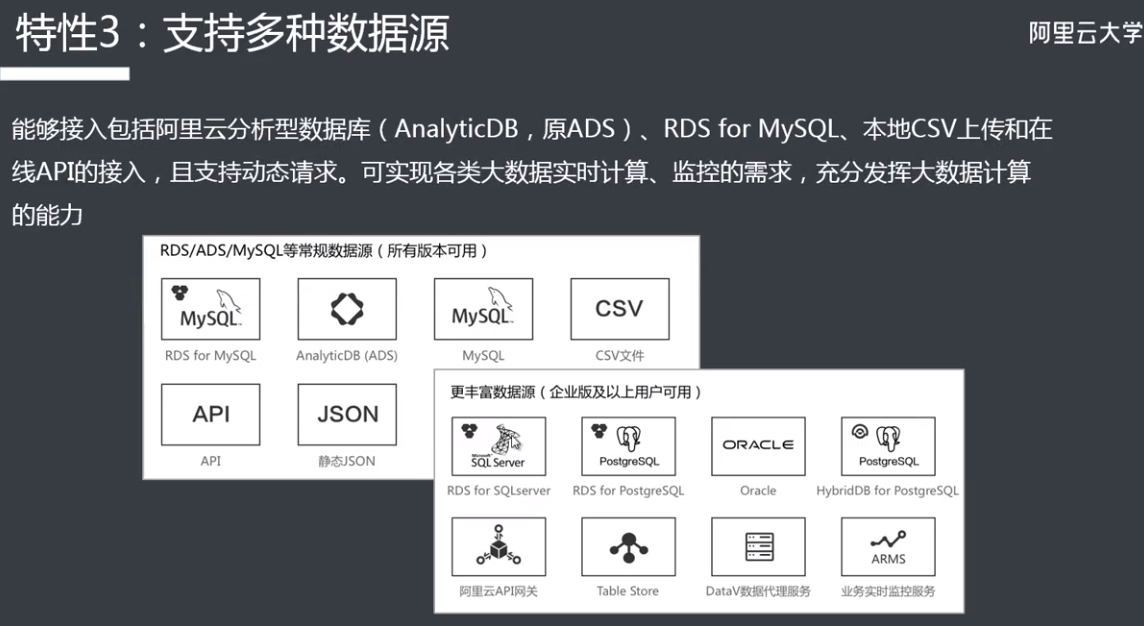 特性3：支持多种数据源
阿里云大学
能够接入包括阿里云分析型数据库（AnalyticDB，原ADS）、RDS for MySQL、本地CSV上传和在
线API的接入，且支持动态请求。可实现各类大数据实时计算、监控的需求，充分发挥大数据计算
的能力
RDS/ADS/MySQL等常规数据源（所有版本可用）
MySQL
MySQL
CSV
RDS for MySQL
AnalyticDB (ADS)
MySQL
CSV文件
API
JSON
API
静态JSON
更丰富数据源（企业版及以上用户可用）
Microsoft
SQL Server
PostgreSQL
ORACLE
PostgreSQL
RDS for SQLserver
RDS for PostgreSQL
Oracle
HybridDB for PostgreSQL
ARMS
阿里云API网关
Table Store
DataV数据代理服务
业务实时监控服务